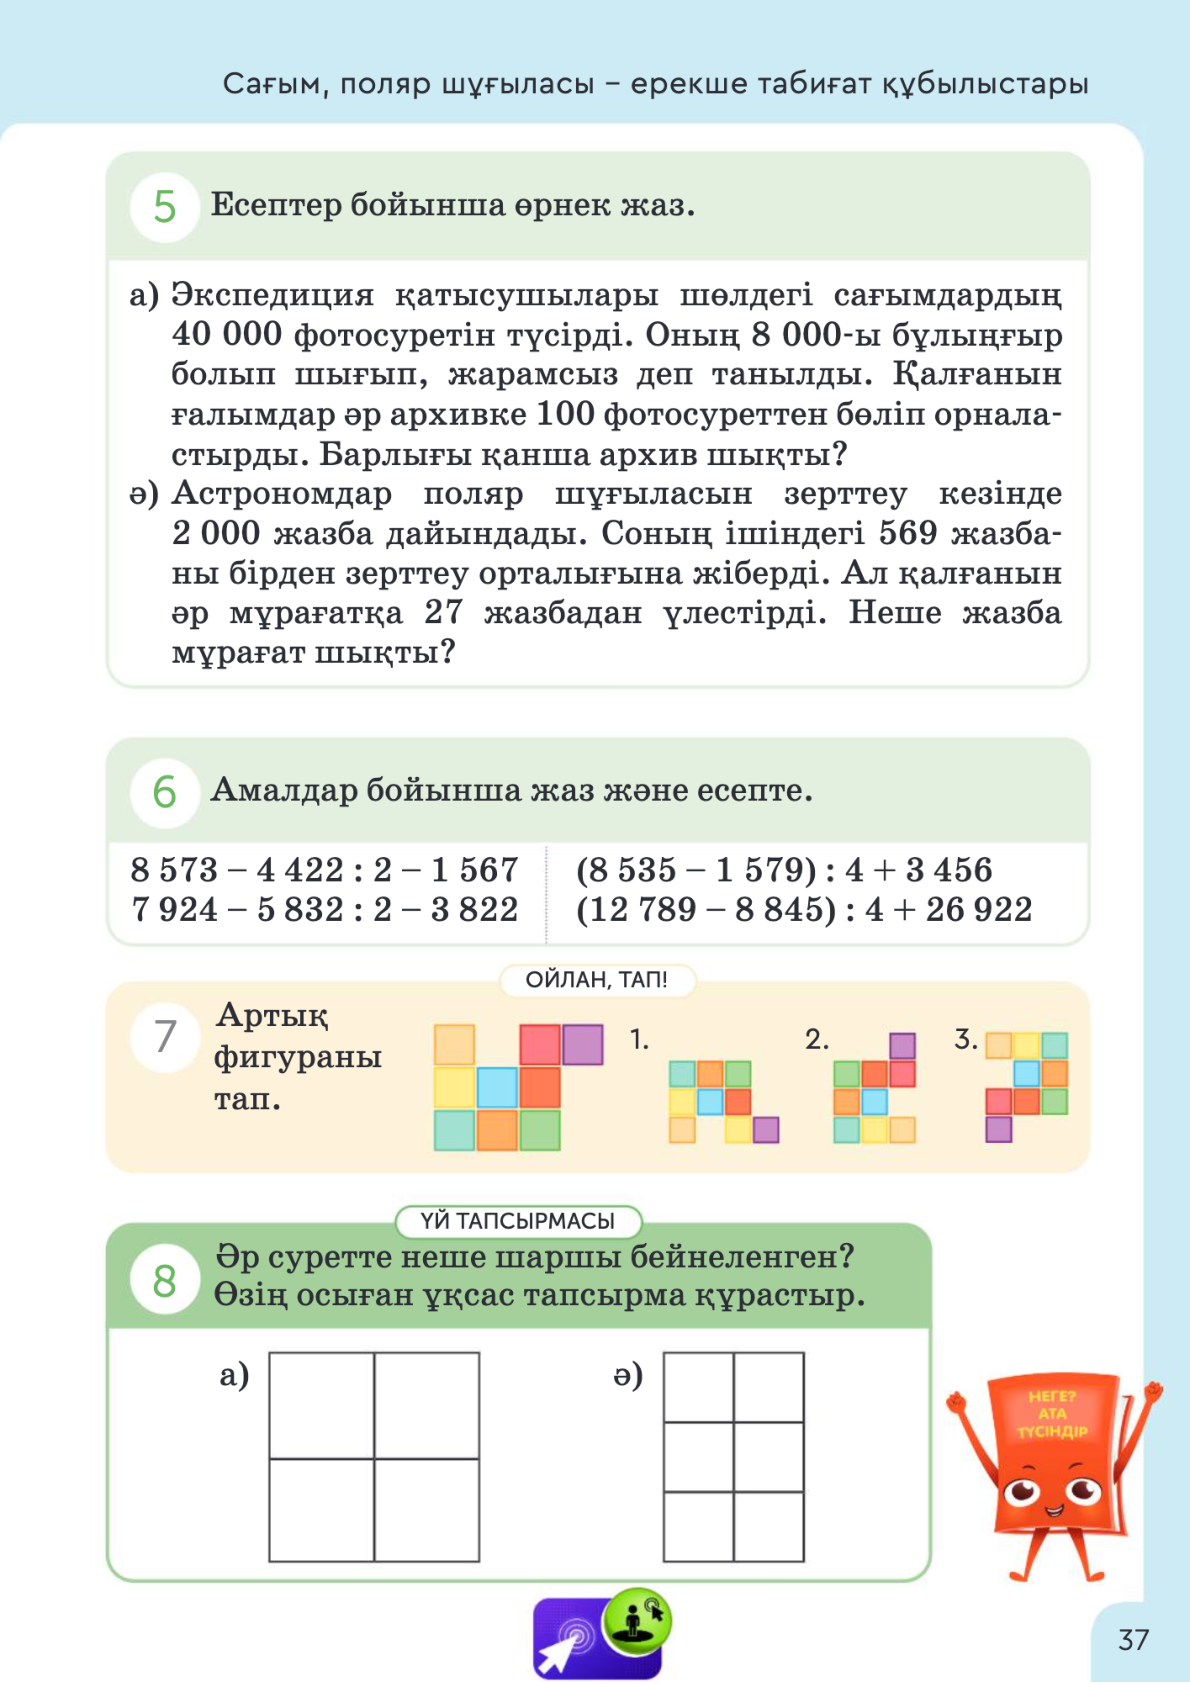 Сағым, поляр шұғыласы – ерекше табиғат құбылыстары
5 Есептер бойынша өрнек жаз.
а) Экспедиция қатысушылары шөлдегі сағымдардың
40 000 фотосуретін түсірді. Оның 8 000-ы бұлыңғыр
болып шығып, жарамсыз деп танылды. Қалғанын
ғалымдар әр архивке 100 фотосуреттен бөліп орнала-
стырды. Барлығы қанша архив шықты?
ә) Астрономдар поляр шұғыласын зерттеу кезінде
2 000 жазба дайындады. Соның ішіндегі 569 жазба-
ны бірден зерттеу орталығына жіберді. Ал қалғанын
әр мұрағатқа 27 жазбадан үлестірді. Неше жазба
мұрағат шықты?
6 Амалдар бойынша жаз және есепте.
8 573 – 4 422 : 2 – 1 567
7 924 – 5 832 : 2 – 3 822
(8 535 – 1 579) : 4 + 3 456
(12 789 – 8 845) : 4 + 26 922
ОЙЛАН, ТАП!
7 Артық
фигураны
тап.
1.
2.
3.
ҮЙ ТАПСЫРМАСЫ
8 Әр суретте неше шаршы бейнеленген?
Өзің осыған ұқсас тапсырма құрастыр.
а)
ә)
НЕГЕ?
АТА
ТҮСІНДІР
37